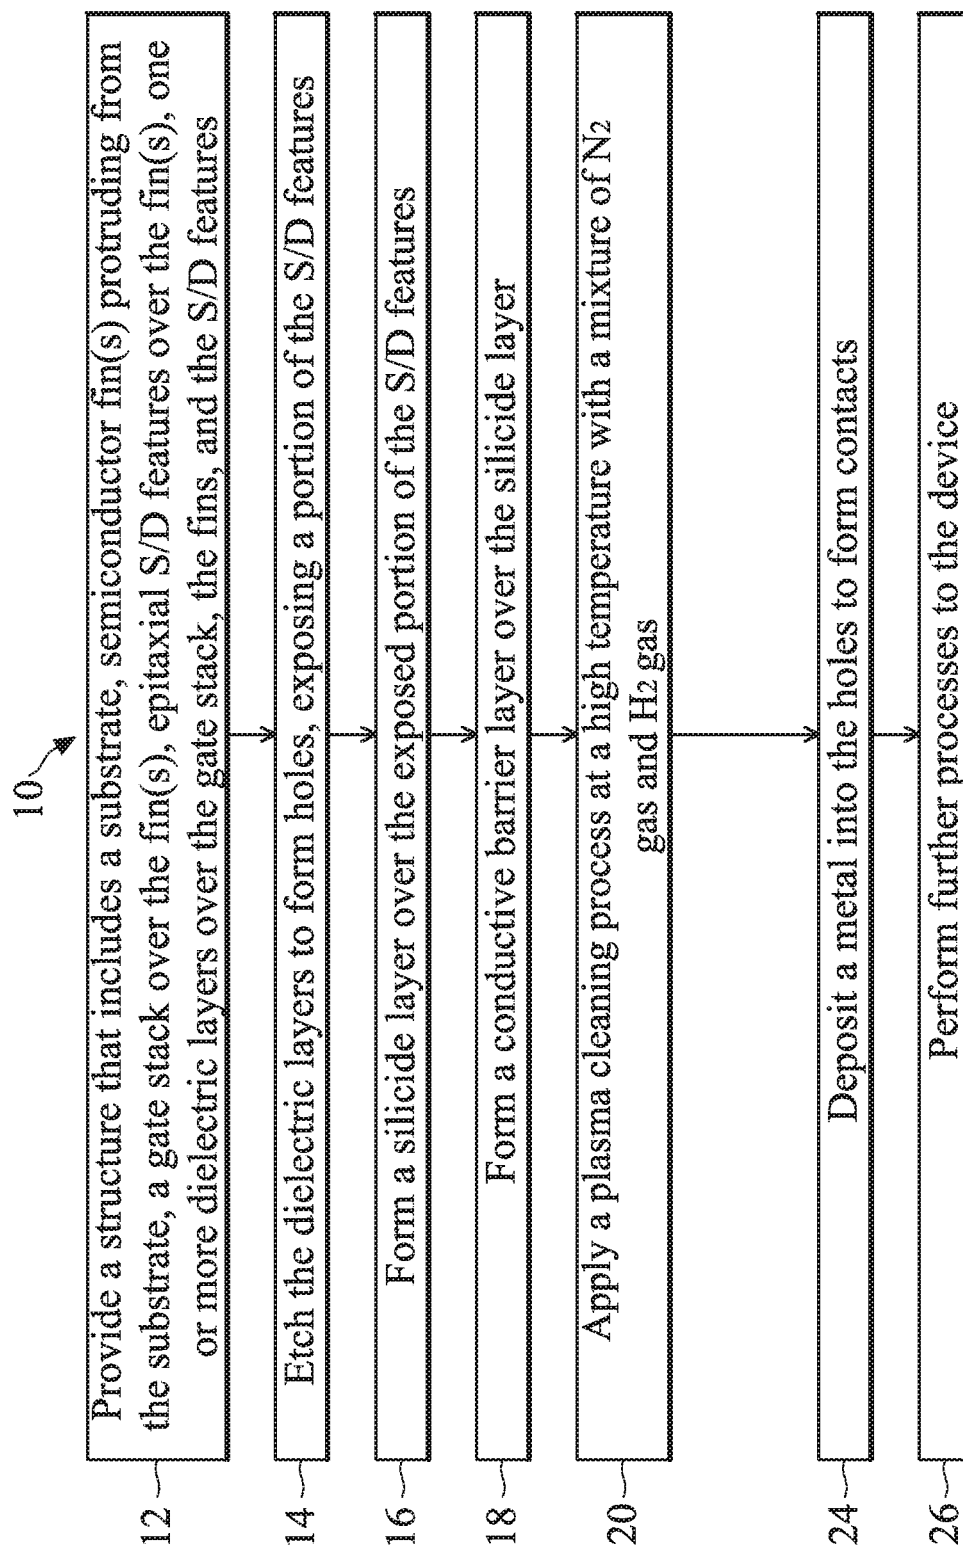 10
12
Provide a structure that includes a substrate, semiconductor fin(s) protruding from
the substrate, a gate stack over the fin(s), epitaxial S/D features over the fin(s), one
or more dielectric layers over the gate stack, the fins, and the S/D features
14
Etch the dielectric layers to form holes, exposing a portion of the S/D features
16
Form a silicide layer over the exposed portion of the S/D features
18
Form a conductive barrier layer over the silicide layer
20
Apply a plasma cleaning process at a high temperature with a mixture of N2
gas and H2 gas
24
Deposit a metal into the holes to form contacts
26
Perform further processes to the device